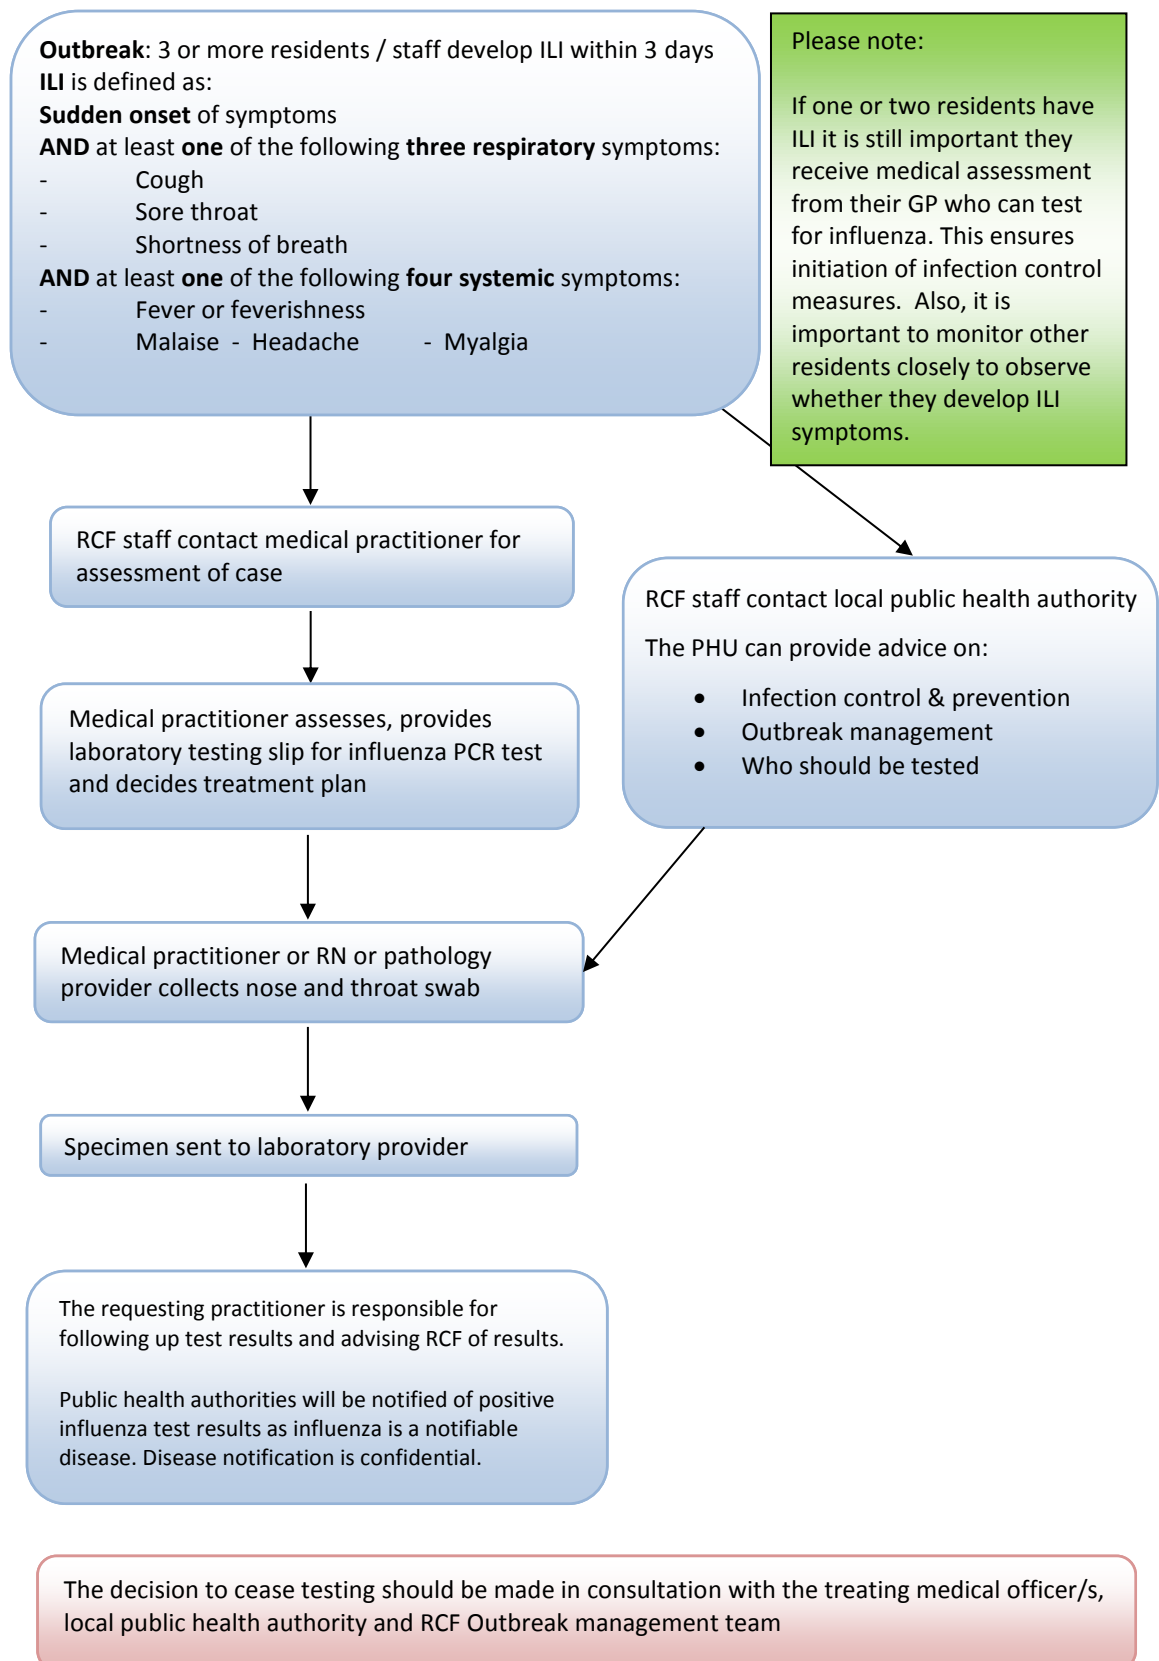 Outbreak: 3 or more residents / staff develop ILI within 3 days
ILI is defined as:
Sudden onset of symptoms
AND at least one of the following three respiratory symptoms:
- Cough
- Sore throat
- Shortness of breath
AND at least one of the following four systemic symptoms:
- Fever or feverishness
- Malaise - Headache - Myalgia
Please note:
If one or two residents have
ILI it is still important they
receive medical assessment
from their GP who can test
for influenza. This ensures
initiation of infection control
measures. Also, it is
important to monitor other
residents closely to observe
whether they develop ILI
symptoms.
RCF staff contact medical practitioner for
assessment of case
RCF staff contact local public health authority
The PHU can provide advice on:
• Infection control & prevention
• Outbreak management
• Who should be tested
Medical practitioner assesses, provides
laboratory testing slip for influenza PCR test
and decides treatment plan
Medical practitioner or RN or pathology
provider collects nose and throat swab
Specimen sent to laboratory provider
The requesting practitioner is responsible for
following up test results and advising RCF of results.
Public health authorities will be notified of positive
influenza test results as influenza is a notifiable
disease. Disease notification is confidential.
The decision to cease testing should be made in consultation with the treating medical officer/s,
local public health authority and RCF Outbreak management team